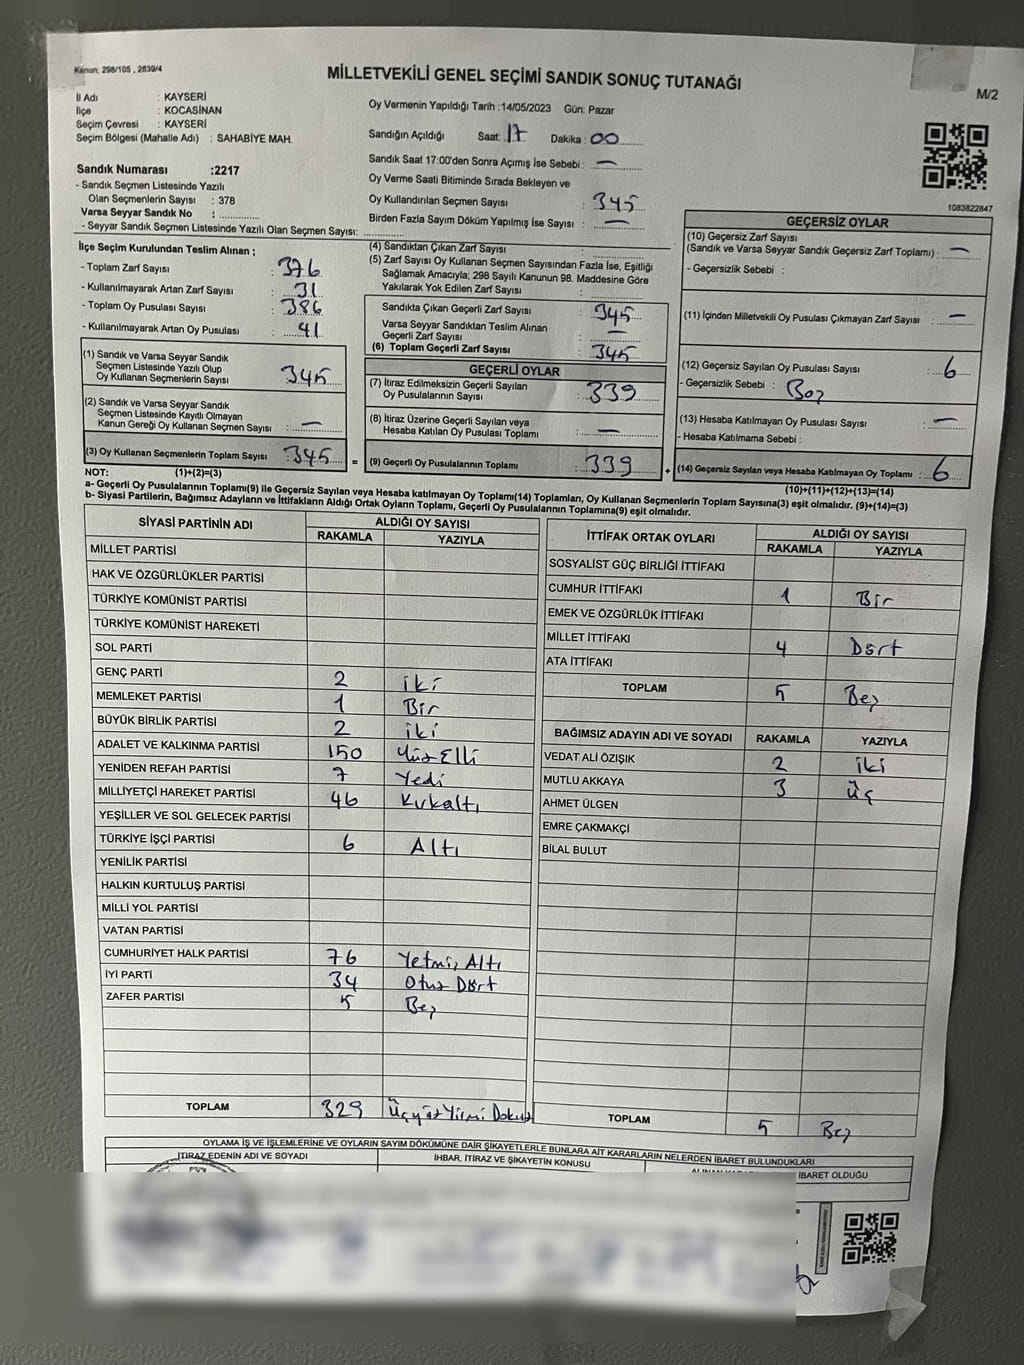 Kanun: 298/105 , 2839/4
MİLLETVEKİLİ GENEL SEÇİMİ SANDIK SONUÇ TUTANAĞI
M/2
İl Adı : KAYSERİ
İlçe : KOCASİNAN
Seçim Çevresi : KAYSERİ
Seçim Bölgesi (Mahalle Adı) : SAHABİYE MAH.
Sandık Numarası :2217
- Sandık Seçmen Listesinde Yazılı
Olan Seçmenlerin Sayısı : 378
Varsa Seyyar Sandık No :
- Seyyar Sandık Seçmen Listesinde Yazılı Olan Seçmen Sayısı:
Oy Vermenin Yapıldığı Tarih :14/05/2023 Gün: Pazar
Sandığın Açıldığı Saat: 17 Dakika : 00
Sandık Saat 17:00'den Sonra Açımış İse Sebebi : —
Oy Verme Saati Bitiminde Sırada Bekleyen ve
Oy Kullandırılan Seçmen Sayısı : 345
Birden Fazla Sayım Döküm Yapılmış İse Sayısı : —
1083822847
İlçe Seçim Kurulundan Teslim Alınan ;
- Toplam Zarf Sayısı : 376
- Kullanılmayarak Artan Zarf Sayısı : 31
- Toplam Oy Pusulası Sayısı : 386
- Kullanılmayarak Artan Oy Pusulası : 41
(1) Sandık ve Varsa Seyyar Sandık
Seçmen Listesinde Yazılı Olup
Oy Kullanan Seçmenlerin Sayısı : 345
(2) Sandık ve Varsa Seyyar Sandık
Seçmen Listesinde Kayıtlı Olmayan
Kanun Gereği Oy Kullanan Seçmen Sayısı : —
(3) Oy Kullanan Seçmenlerin Toplam Sayısı : 345
(4) Sandıktan Çıkan Zarf Sayısı :
(5) Zarf Sayısı Oy Kullanan Seçmen Sayısından Fazla İse, Eşitliği
Sağlamak Amacıyla; 298 Sayılı Kanunun 98. Maddesine Göre
Yakılarak Yok Edilen Zarf Sayısı :
Sandıkta Çıkan Geçerli Zarf Sayısı : 345
Varsa Seyyar Sandıktan Teslim Alınan
Geçerli Zarf Sayısı : —
(6) Toplam Geçerli Zarf Sayısı : 345
GEÇERLİ OYLAR
(7) İtiraz Edilmeksizin Geçerli Sayılan
Oy Pusulalarının Sayısı : 339
(8) İtiraz Üzerine Geçerli Sayılan veya
Hesaba Katılan Oy Pusulası Toplamı : —
= (9) Geçerli Oy Pusulalarının Toplamı : 339
GEÇERSİZ OYLAR
(10) Geçersiz Zarf Sayısı
(Sandık ve Varsa Seyyar Sandık Geçersiz Zarf Toplamı) : —
- Geçersizlik Sebebi :
(11) İçinden Milletvekili Oy Pusulası Çıkmayan Zarf Sayısı : —
(12) Geçersiz Sayılan Oy Pusulası Sayısı : 6
- Geçersizlik Sebebi : Boş
(13) Hesaba Katılmayan Oy Pusulası Sayısı : —
- Hesaba Katılmama Sebebi :
+ (14) Geçersiz Sayılan veya Hesaba Katılmayan Oy Toplamı : 6
NOT: (1)+(2)=(3)
(10)+(11)+(12)+(13)=(14)
a- Geçerli Oy Pusulalarının Toplamı(9) ile Geçersiz Sayılan veya Hesaba katılmayan Oy Toplamı(14) Toplamları, Oy Kullanan Seçmenlerin Toplam Sayısına(3) eşit olmalıdır. (9)+(14)=(3)
b- Siyasi Partilerin, Bağımsız Adayların ve İttifakların Aldığı Ortak Oyların Toplamı, Geçerli Oy Pusulalarının Toplamına(9) eşit olmalıdır.
SİYASİ PARTİNİN ADI
ALDIĞI OY SAYISI
RAKAMLA YAZIYLA
MİLLET PARTİSİ
HAK VE ÖZGÜRLÜKLER PARTİSİ
TÜRKİYE KOMÜNİST PARTİSİ
TÜRKİYE KOMÜNİST HAREKETİ
SOL PARTİ
GENÇ PARTİ 2 iki
MEMLEKET PARTİSİ 1 Bir
BÜYÜK BİRLİK PARTİSİ 2 iki
ADALET VE KALKINMA PARTİSİ 150 Yüz Elli
YENİDEN REFAH PARTİSİ 7 Yedi
MİLLİYETÇİ HAREKET PARTİSİ 46 Kırkaltı
YEŞİLLER VE SOL GELECEK PARTİSİ
TÜRKİYE İŞÇİ PARTİSİ 6 Altı
YENİLİK PARTİSİ
HALKIN KURTULUŞ PARTİSİ
MİLLİ YOL PARTİSİ
VATAN PARTİSİ
CUMHURİYET HALK PARTİSİ 76 Yetmiş Altı
İYİ PARTİ 34 Otuz Dört
ZAFER PARTİSİ 5 Beş
TOPLAM 329 Üçyüz Yirmi Dokuz
İTTİFAK ORTAK OYLARI
ALDIĞI OY SAYISI
RAKAMLA YAZIYLA
SOSYALİST GÜÇ BİRLİĞİ İTTİFAKI
CUMHUR İTTİFAKI 1 Bir
EMEK VE ÖZGÜRLÜK İTTİFAKI
MİLLET İTTİFAKI 4 Dört
ATA İTTİFAKI
TOPLAM 5 Beş
BAĞIMSIZ ADAYIN ADI VE SOYADI RAKAMLA YAZIYLA
VEDAT ALİ ÖZIŞIK 2 iki
MUTLU AKKAYA 3 üç
AHMET ÜLGEN
EMRE ÇAKMAKÇİ
BİLAL BULUT
TOPLAM 5 Beş
OYLAMA İŞ VE İŞLEMLERİNE VE OYLARIN SAYIM DÖKÜMÜNE DAİR ŞİKAYETLERLE BUNLARA AİT KARARLARIN NELERDEN İBARET BULUNDUKLARI
İTİRAZ EDENİN ADI VE SOYADI
İHBAR, İTİRAZ VE ŞİKAYETİN KONUSU
İBARET OLDUĞU